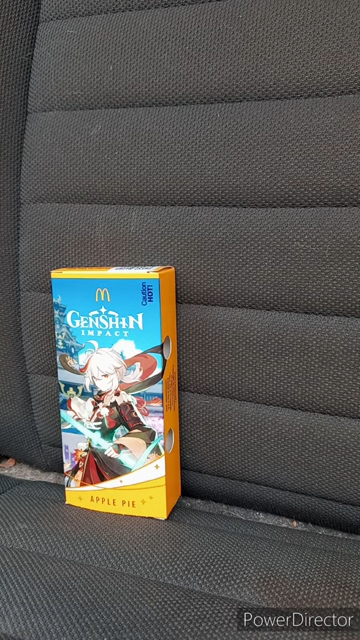 Caution
HOT!
GENSHIN
IMPACT
APPLE PIE
PowerDirector